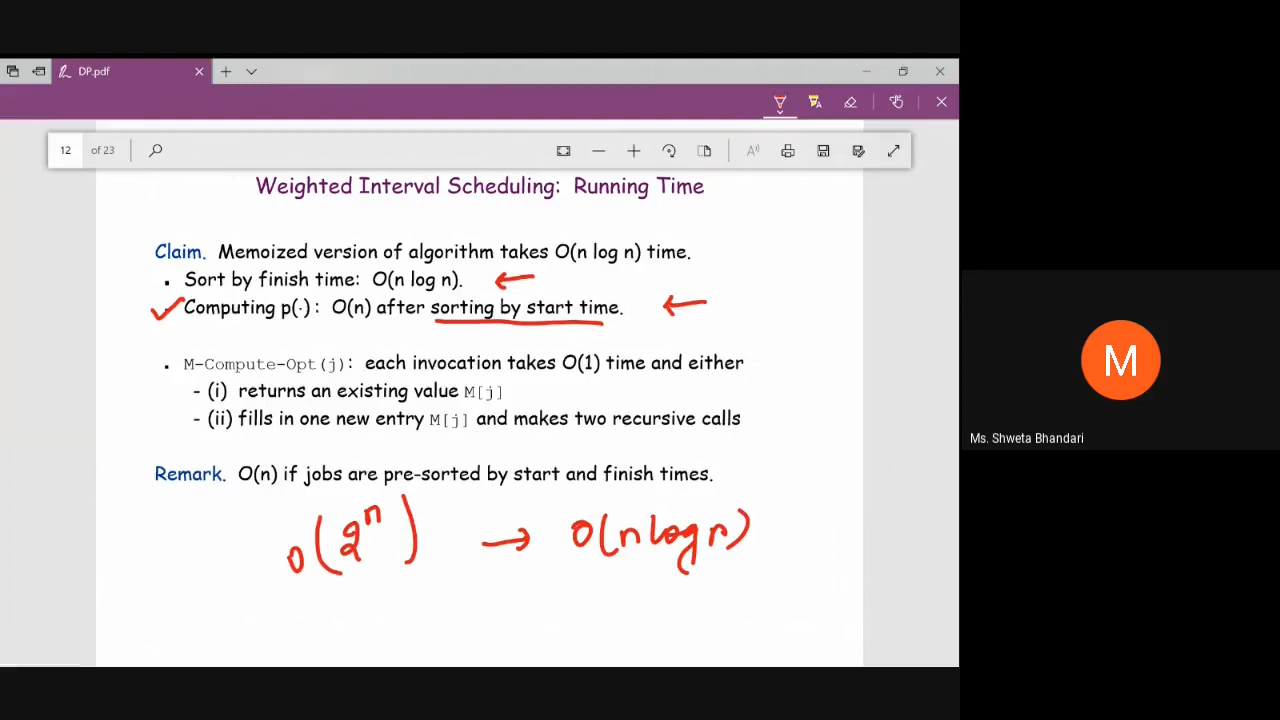 DP.pdf
12 of 23
Weighted Interval Scheduling: Running Time
Claim. Memoized version of algorithm takes O(n log n) time.
▪ Sort by finish time: O(n log n). ←
✓ Computing p(·) : O(n) after sorting by start time. ←
▪ M-Compute-Opt(j): each invocation takes O(1) time and either
- (i) returns an existing value M[j]
- (ii) fills in one new entry M[j] and makes two recursive calls
Remark. O(n) if jobs are pre-sorted by start and finish times.
O(2ⁿ) → O(n log n)
M
Ms. Shweta Bhandari